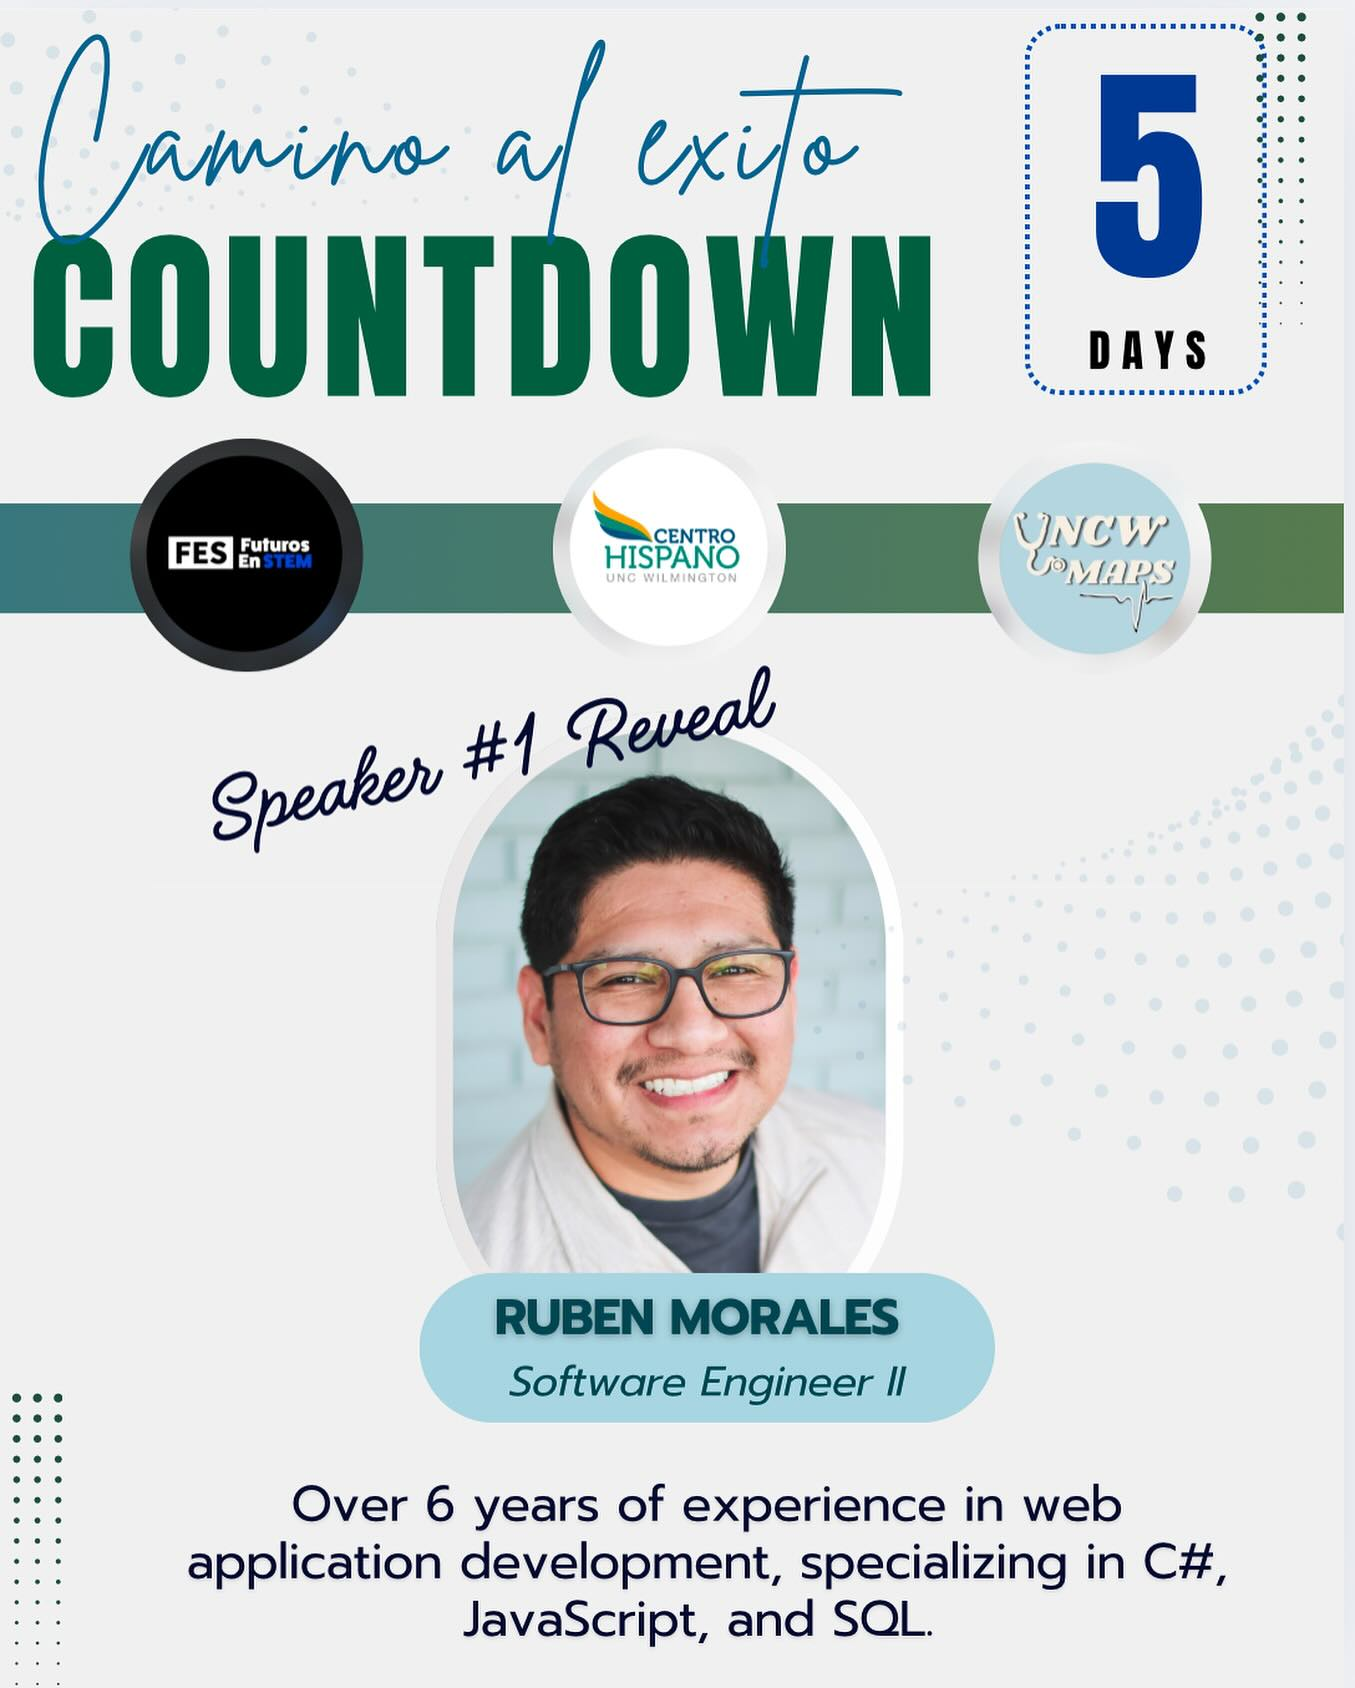 Camino al exito
COUNTDOWN
5
DAYS
FES Futuros
En STEM
CENTRO
HISPANO
UNC WILMINGTON
UNCW
MAPS
Speaker #1 Reveal
RUBEN MORALES
Software Engineer II
Over 6 years of experience in web
application development, specializing in C#,
JavaScript, and SQL.